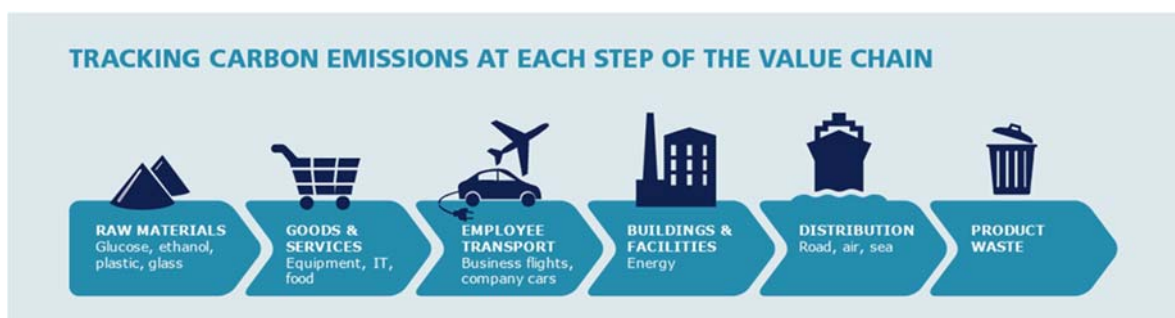 TRACKING CARBON EMISSIONS AT EACH STEP OF THE VALUE CHAIN
RAW MATERIALS
Glucose, ethanol,
plastic, glass
GOODS &
SERVICES
Equipment, IT,
food
EMPLOYEE
TRANSPORT
Business flights,
company cars
BUILDINGS &
FACILITIES
Energy
DISTRIBUTION
Road, air, sea
PRODUCT
WASTE